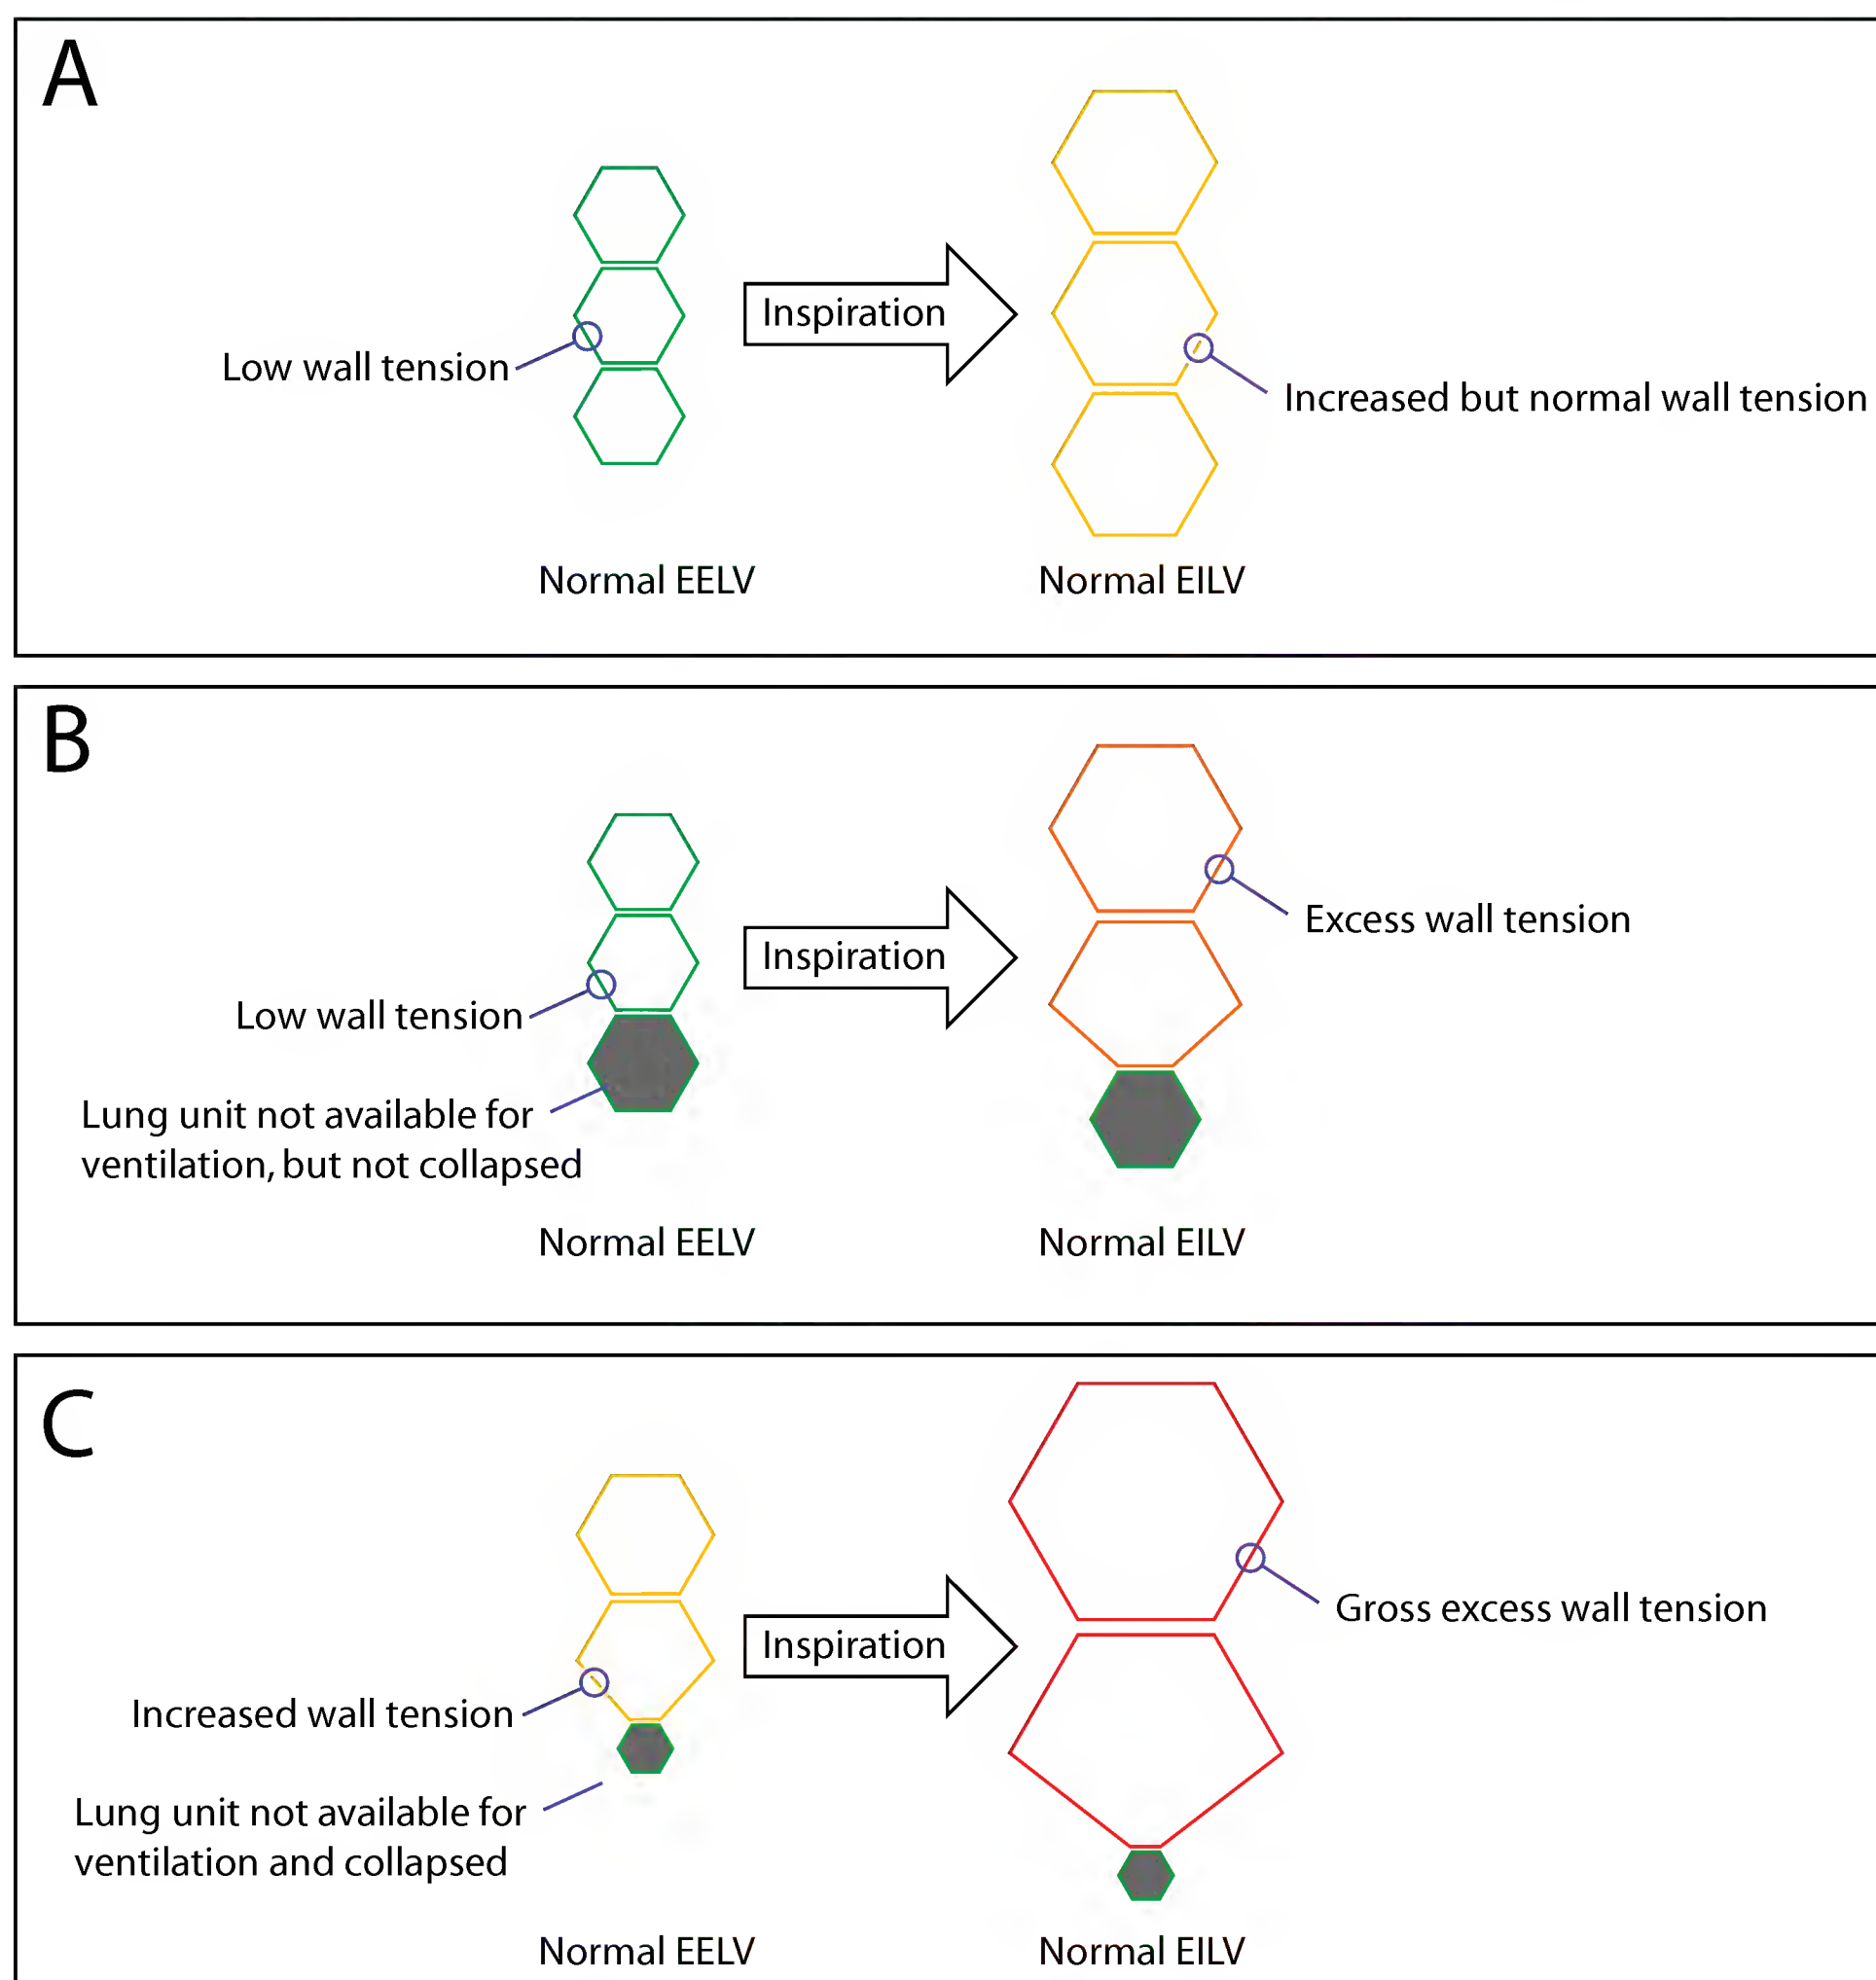 A
Inspiration
Low wall tension
Increased but normal wall tension
Normal EELV
Normal EILV
B
Excess wall tension
Inspiration
Low wall tension
Lung unit not available for
ventilation, but not collapsed
Normal EELV
Normal EILV
C
Gross excess wall tension
Inspiration
Increased wall tension
Lung unit not available for
ventilation and collapsed
Normal EELV
Normal EILV